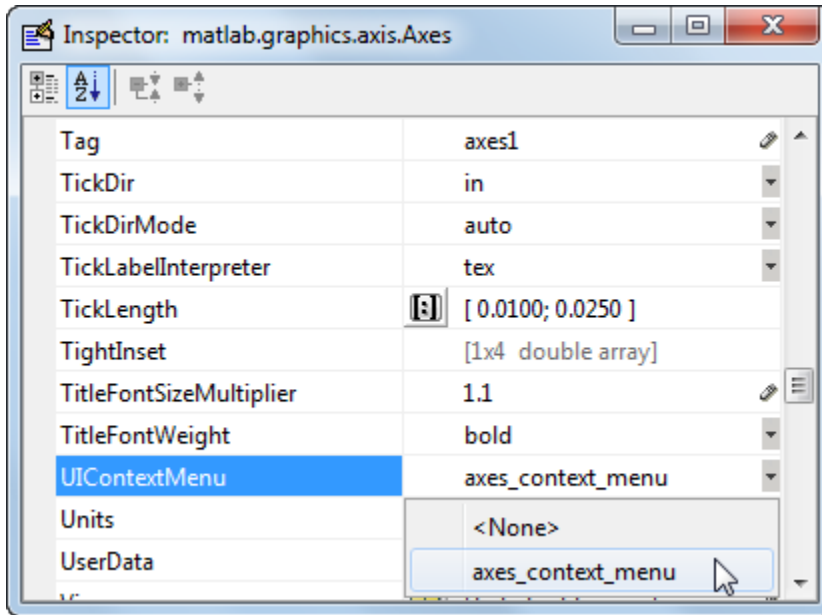 Inspector: matlab.graphics.axis.Axes
Tag axes1
TickDir in
TickDirMode auto
TickLabelInterpreter tex
TickLength [ 0.0100; 0.0250 ]
TightInset [1x4 double array]
TitleFontSizeMultiplier 1.1
TitleFontWeight bold
UIContextMenu axes_context_menu
Units <None>
UserData axes_context_menu